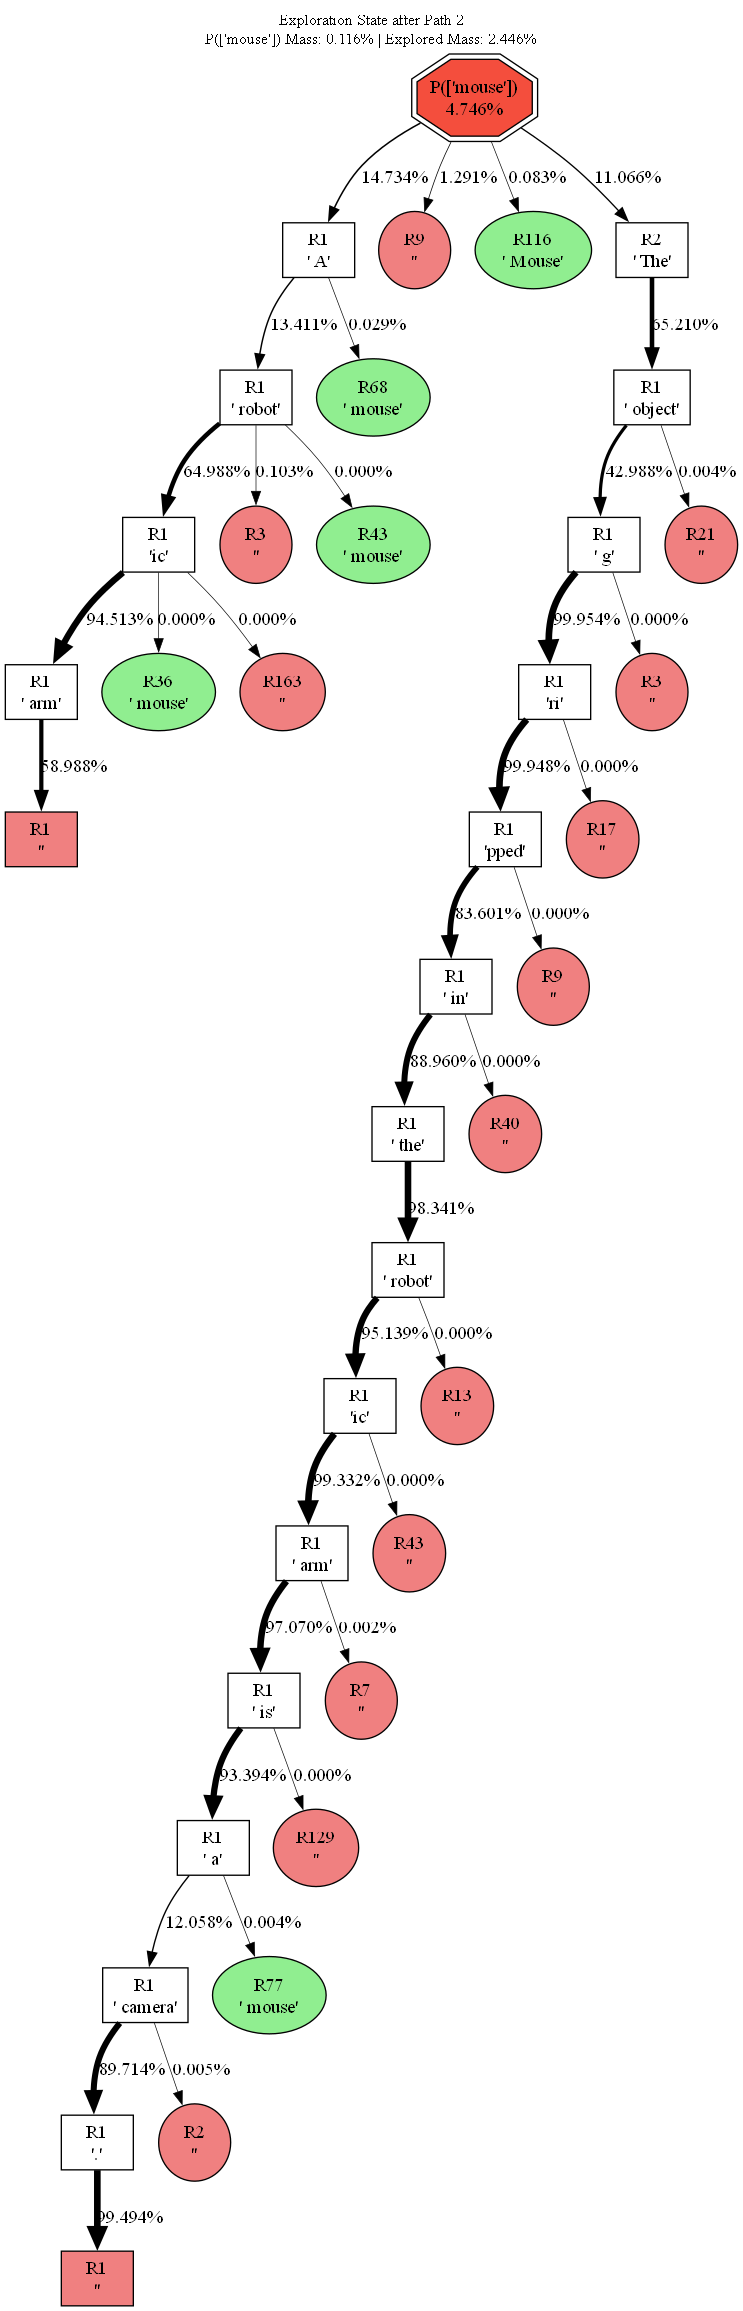 Exploration State after Path 2
P(['mouse']) Mass: 0.116% | Explored Mass: 2.446%
P(['mouse'])
4.746%
14.734%
1.291%
0.083%
11.066%
R1
' A'
R9
''
R116
' Mouse'
R2
' The'
13.411%
0.029%
65.210%
R1
' robot'
R68
' mouse'
R1
' object'
64.988%
0.103%
0.000%
42.988%
0.004%
R1
'ic'
R3
''
R43
' mouse'
R1
' g'
R21
''
94.513%
0.000%
0.000%
99.954%
0.000%
R1
' arm'
R36
' mouse'
R163
''
R1
'ri'
R3
''
58.988%
99.948%
0.000%
R1
''
R1
'pped'
R17
''
83.601%
0.000%
R1
' in'
R9
''
88.960%
0.000%
R1
' the'
R40
''
98.341%
R1
' robot'
95.139%
0.000%
R1
'ic'
R13
''
99.332%
0.000%
R1
' arm'
R43
''
97.070%
0.002%
R1
' is'
R7
''
93.394%
0.000%
R1
' a'
R129
''
12.058%
0.004%
R1
' camera'
R77
' mouse'
89.714%
0.005%
R1
'.'
R2
''
99.494%
R1
''